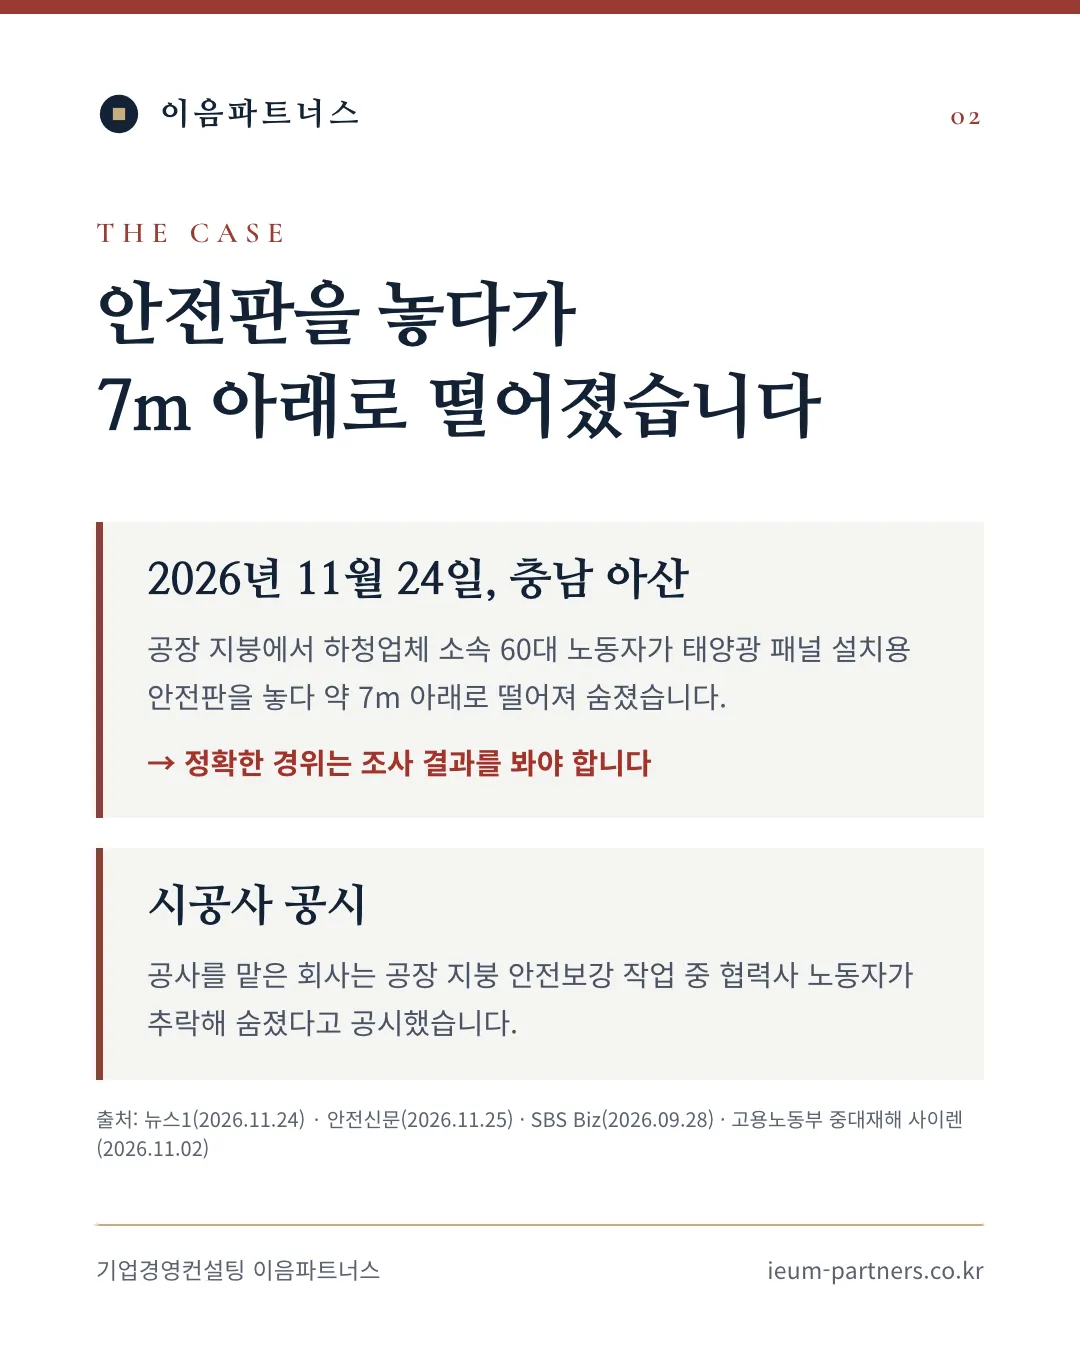 이음파트너스
02
THE CASE
안전판을 놓다가
7m 아래로 떨어졌습니다
2026년 11월 24일, 충남 아산
공장 지붕에서 하청업체 소속 60대 노동자가 태양광 패널 설치용
안전판을 놓다 약 7m 아래로 떨어져 숨졌습니다.
→ 정확한 경위는 조사 결과를 봐야 합니다
시공사 공시
공사를 맡은 회사는 공장 지붕 안전보강 작업 중 협력사 노동자가
추락해 숨졌다고 공시했습니다.
출처: 뉴스1(2026.11.24) · 안전신문(2026.11.25) · SBS Biz(2026.09.28) · 고용노동부 중대재해 사이렌
(2026.11.02)
기업경영컨설팅 이음파트너스
ieum-partners.co.kr